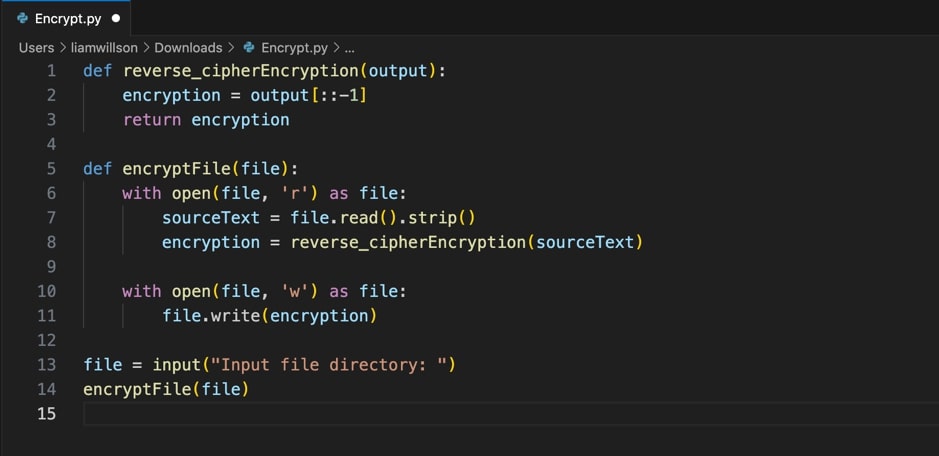 Encrypt.py
Users > liamwillson > Downloads > Encrypt.py > ...
1 def reverse_cipherEncryption(output):
2     encryption = output[::-1]
3     return encryption
4
5 def encryptFile(file):
6     with open(file, 'r') as file:
7         sourceText = file.read().strip()
8         encryption = reverse_cipherEncryption(sourceText)
9
10     with open(file, 'w') as file:
11         file.write(encryption)
12
13 file = input("Input file directory: ")
14 encryptFile(file)
15